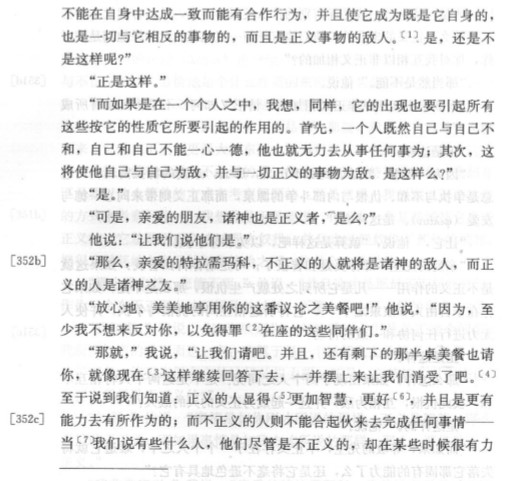 不能在自身中达成一致而能有合作行为，并且使它成为既是它自身的，
也是一切与它相反的事物的，而且是正义事物的敌人。〔1〕是，还是不
是这样呢？”
“正是这样。”
“而如果是在一个个人之中，我想，同样，它的出现也要引起所有
这些按它的性质它所要引起的作用的。首先，一个人既然自己与自己不
和，自己和自己不能一心一德，他也就无力去从事任何事为；其次，这
将使他自己与自己为敌，并与一切正义的事物为敌，是这样么？”
“是。”
“可是，亲爱的朋友，诸神也是正义者，是么？”
他说：“让我们说他们是。”
[352b] “那么，亲爱的特拉需玛科，不正义的人就将是诸神的敌人，而正
义的人是诸神之友。”
“放心地、美美地享用你的这番议论之美餐吧！”他说，“因为，至
少我不想来反对你，以免得罪〔2〕在座的这些同伴们。”
“那就，”我说，“让我们请吧。并且，还有剩下的那半桌美餐也请
你，就像现在〔3〕这样继续回答下去，一并摆上来让我们消受了吧。〔4〕
至于说到我们知道：正义的人显得〔5〕更加智慧，更好〔6〕，并且是更有
[352c] 能力去有所作为的；而不正义的人则不能合起伙来去完成任何事情——
当〔7〕我们说有些什么人，他们尽管是不正义的，却在某些时候很有力